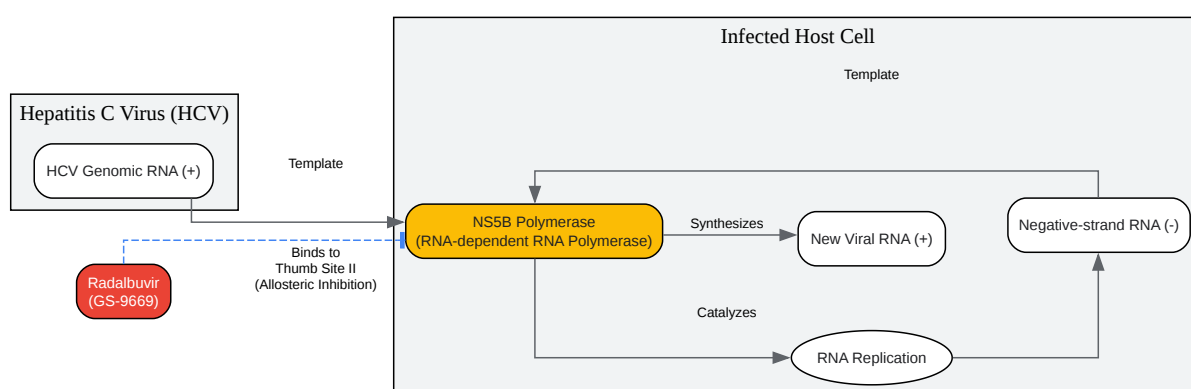 Infected Host Cell
Template
Hepatitis C Virus (HCV)
HCV Genomic RNA (+)
Template
NS5B Polymerase
(RNA-dependent RNA Polymerase)
Synthesizes
New Viral RNA (+)
Negative-strand RNA (-)
Binds to
Thumb Site II
(Allosteric Inhibition)
Radalbuvir
(GS-9669)
Catalyzes
RNA Replication